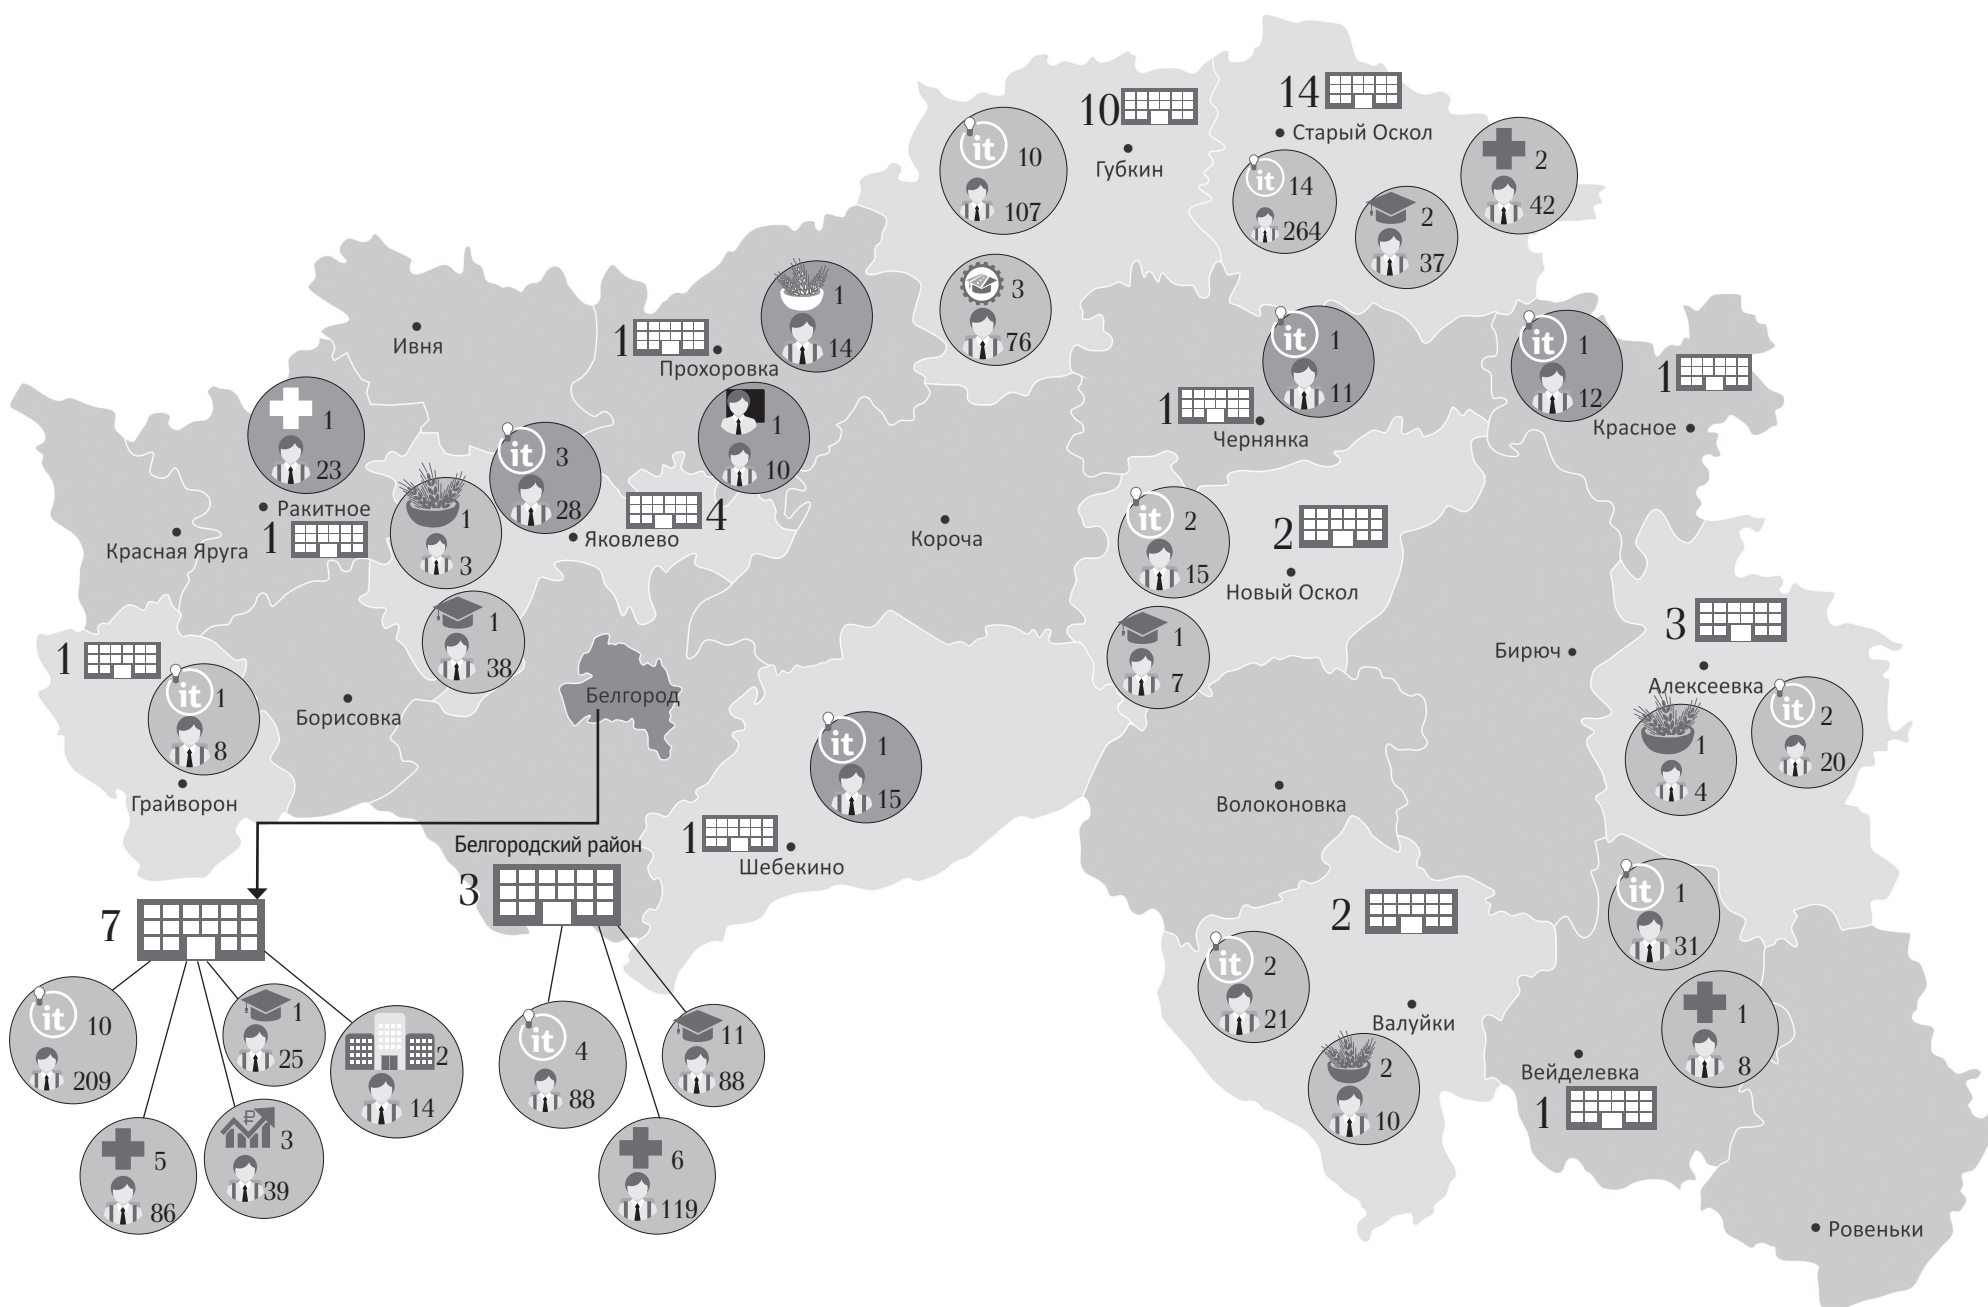 14
10
Старый Оскол
Губкин
it 10
107
it 14
264
2
37
2
42
3
76
Ивня
1
Прохоровка
1
14
1
10
it 1
11
1
Чернянка
it 1
12
1
Красное
1
23
Ракитное
1
Красная Яруга
1
3
it 3
28
4
Яковлево
1
38
Короча
it 2
15
2
Новый Оскол
1
7
Бирюч
3
Алексеевка
1
4
it 2
20
1
it 1
8
Грайворон
Борисовка
Белгород
it 1
15
1
Шебекино
Волоконовка
2
it 2
21
Валуйки
2
10
it 1
31
1
8
Вейделевка
1
Ровеньки
Белгородский район
3
it 4
88
11
88
6
119
7
it 10
209
1
25
2
14
5
86
₽ 3
39